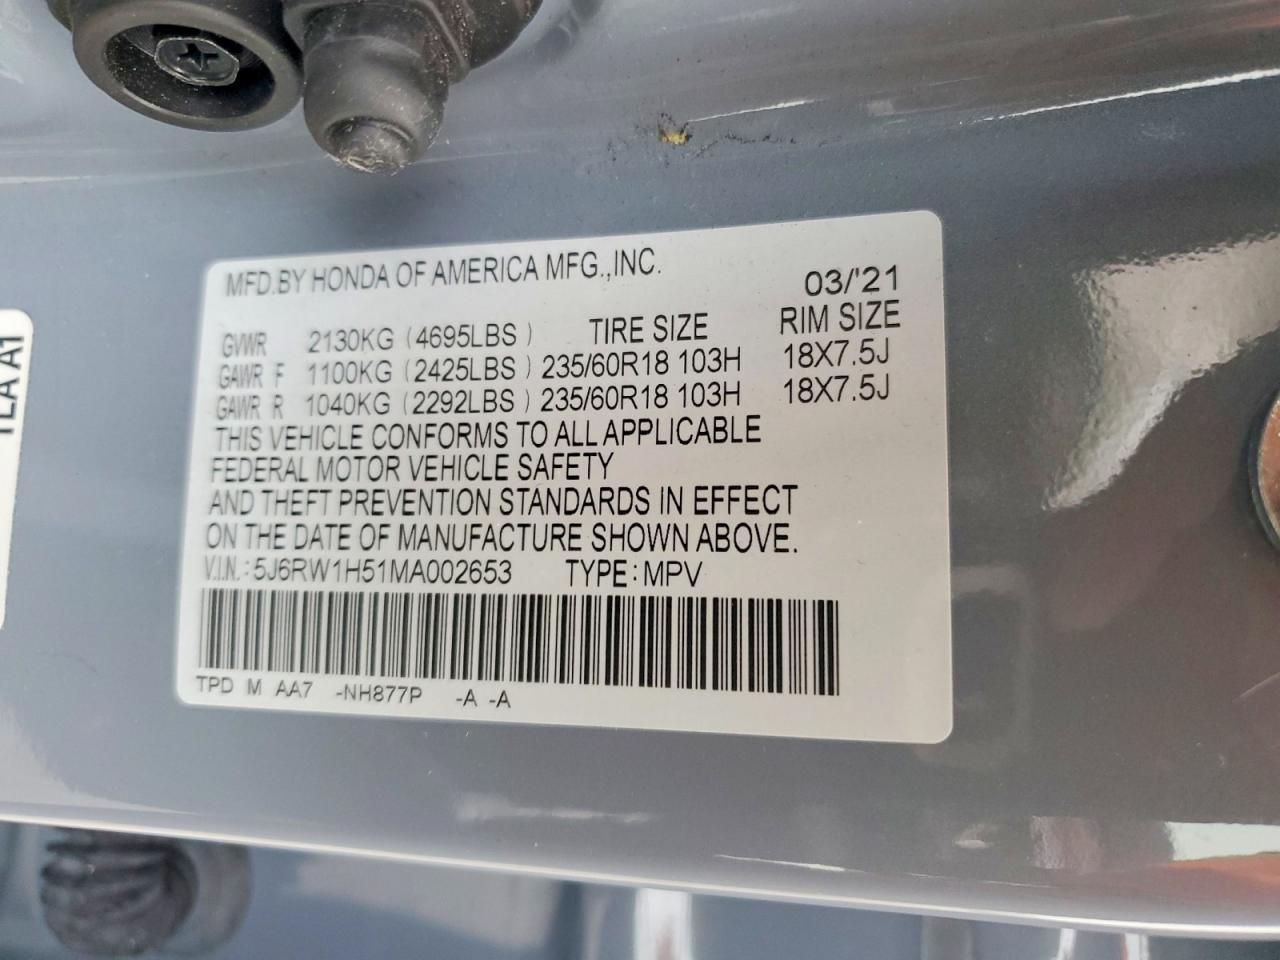 MFD.BY HONDA OF AMERICA MFG.,INC.
03/'21
GVWR 2130KG (4695LBS) TIRE SIZE RIM SIZE
GAWR F 1100KG (2425LBS) 235/60R18 103H 18X7.5J
GAWR R 1040KG (2292LBS) 235/60R18 103H 18X7.5J
THIS VEHICLE CONFORMS TO ALL APPLICABLE
FEDERAL MOTOR VEHICLE SAFETY
AND THEFT PREVENTION STANDARDS IN EFFECT
ON THE DATE OF MANUFACTURE SHOWN ABOVE.
V.I.N.: 5J6RW1H51MA002653 TYPE: MPV
TPD M AA7 -NH877P -A -A